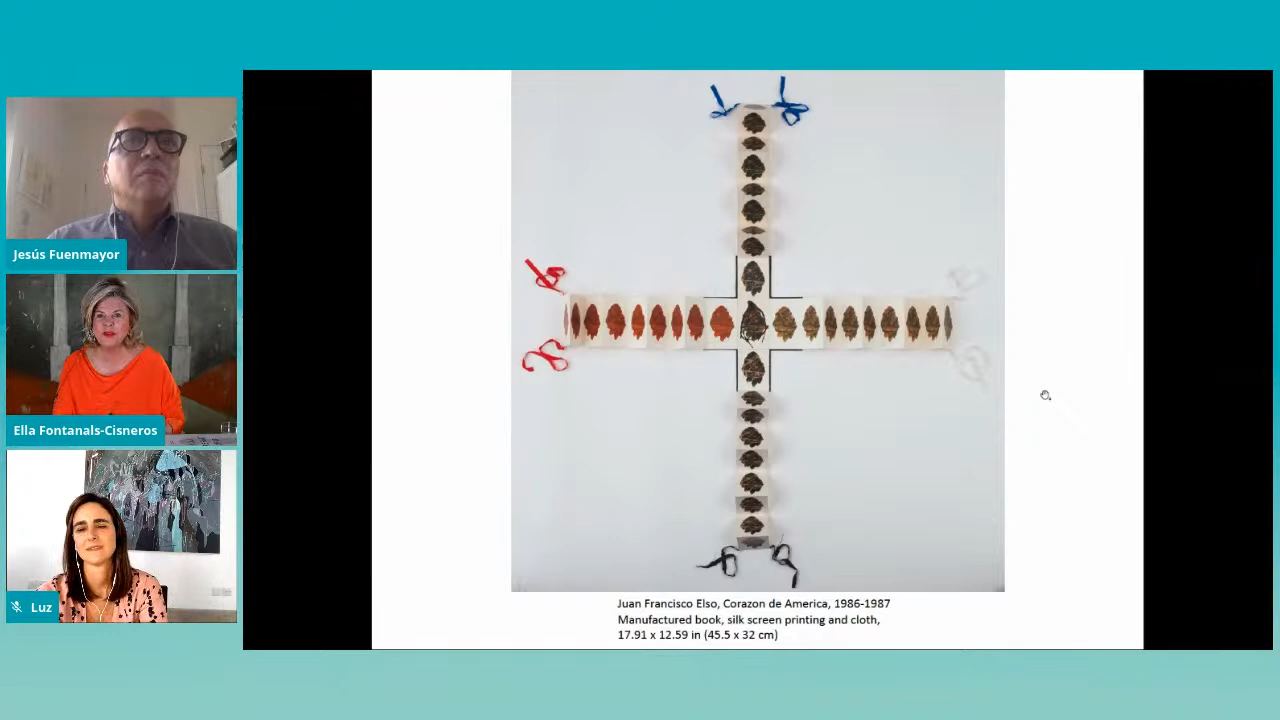 Jesús Fuenmayor
Ella Fontanals-Cisneros
Luz
Juan Francisco Elso, Corazon de America, 1986-1987
Manufactured book, silk screen printing and cloth,
17.91 x 12.59 in (45.5 x 32 cm)